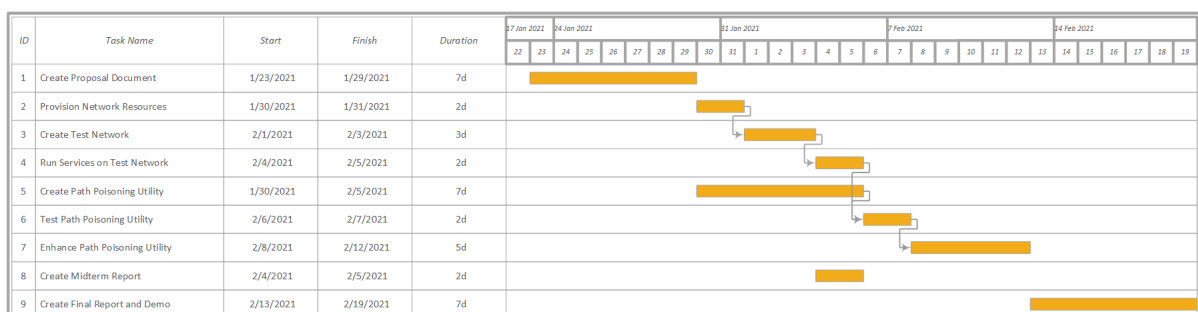 17 Jan 2021 24 Jan 2021 31 Jan 2021 7 Feb 2021 14 Feb 2021
ID Task Name Start Finish Duration
22 23 24 25 26 27 28 29 30 31 1 2 3 4 5 6 7 8 9 10 11 12 13 14 15 16 17 18 19
1 Create Proposal Document 1/23/2021 1/29/2021 7d
2 Provision Network Resources 1/30/2021 1/31/2021 2d
3 Create Test Network 2/1/2021 2/3/2021 3d
4 Run Services on Test Network 2/4/2021 2/5/2021 2d
5 Create Path Poisoning Utility 1/30/2021 2/5/2021 7d
6 Test Path Poisoning Utility 2/6/2021 2/7/2021 2d
7 Enhance Path Poisoning Utility 2/8/2021 2/12/2021 5d
8 Create Midterm Report 2/4/2021 2/5/2021 2d
9 Create Final Report and Demo 2/13/2021 2/19/2021 7d